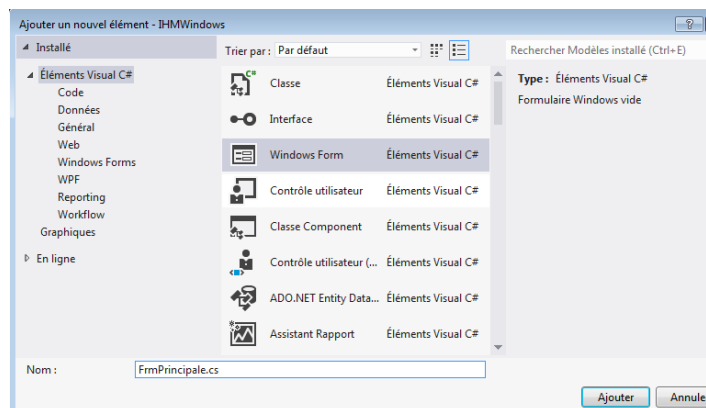 Ajouter un nouvel élément - IHMWindows
Installé
Trier par : Par défaut
Rechercher Modèles installé (Ctrl+E)
Éléments Visual C#
Code
Données
Général
Web
Windows Forms
WPF
Reporting
Workflow
Graphiques
En ligne
C#
Classe Éléments Visual C#
Interface Éléments Visual C#
Windows Form Éléments Visual C#
Contrôle utilisateur Éléments Visual C#
Classe Component Éléments Visual C#
Contrôle utilisateur (... Éléments Visual C#
ADO.NET Entity Data... Éléments Visual C#
Assistant Rapport Éléments Visual C#
Type : Éléments Visual C#
Formulaire Windows vide
Nom : FrmPrincipale.cs
Ajouter Annule